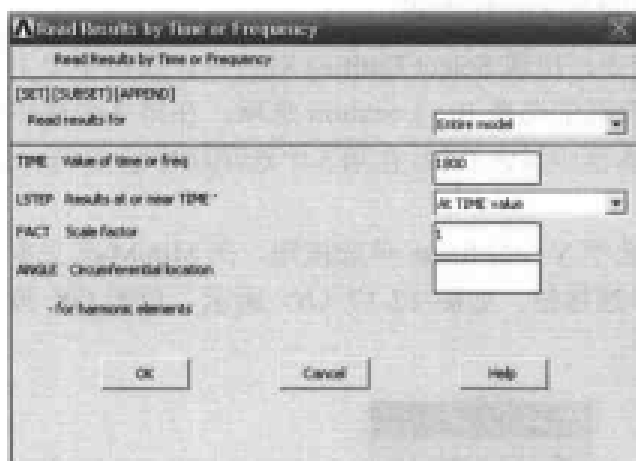 Read Results by Time or Frequency
Read Results by Time or Frequency
[SET][SUBSET][APPEND]
Read results for Entire model
TIME Value of time or freq 1800
LSTEP Results at or near TIME * At TIME value
FACT Scale factor 1
ANGLE Circumferential location
- for harmonic elements
OK Cancel Help